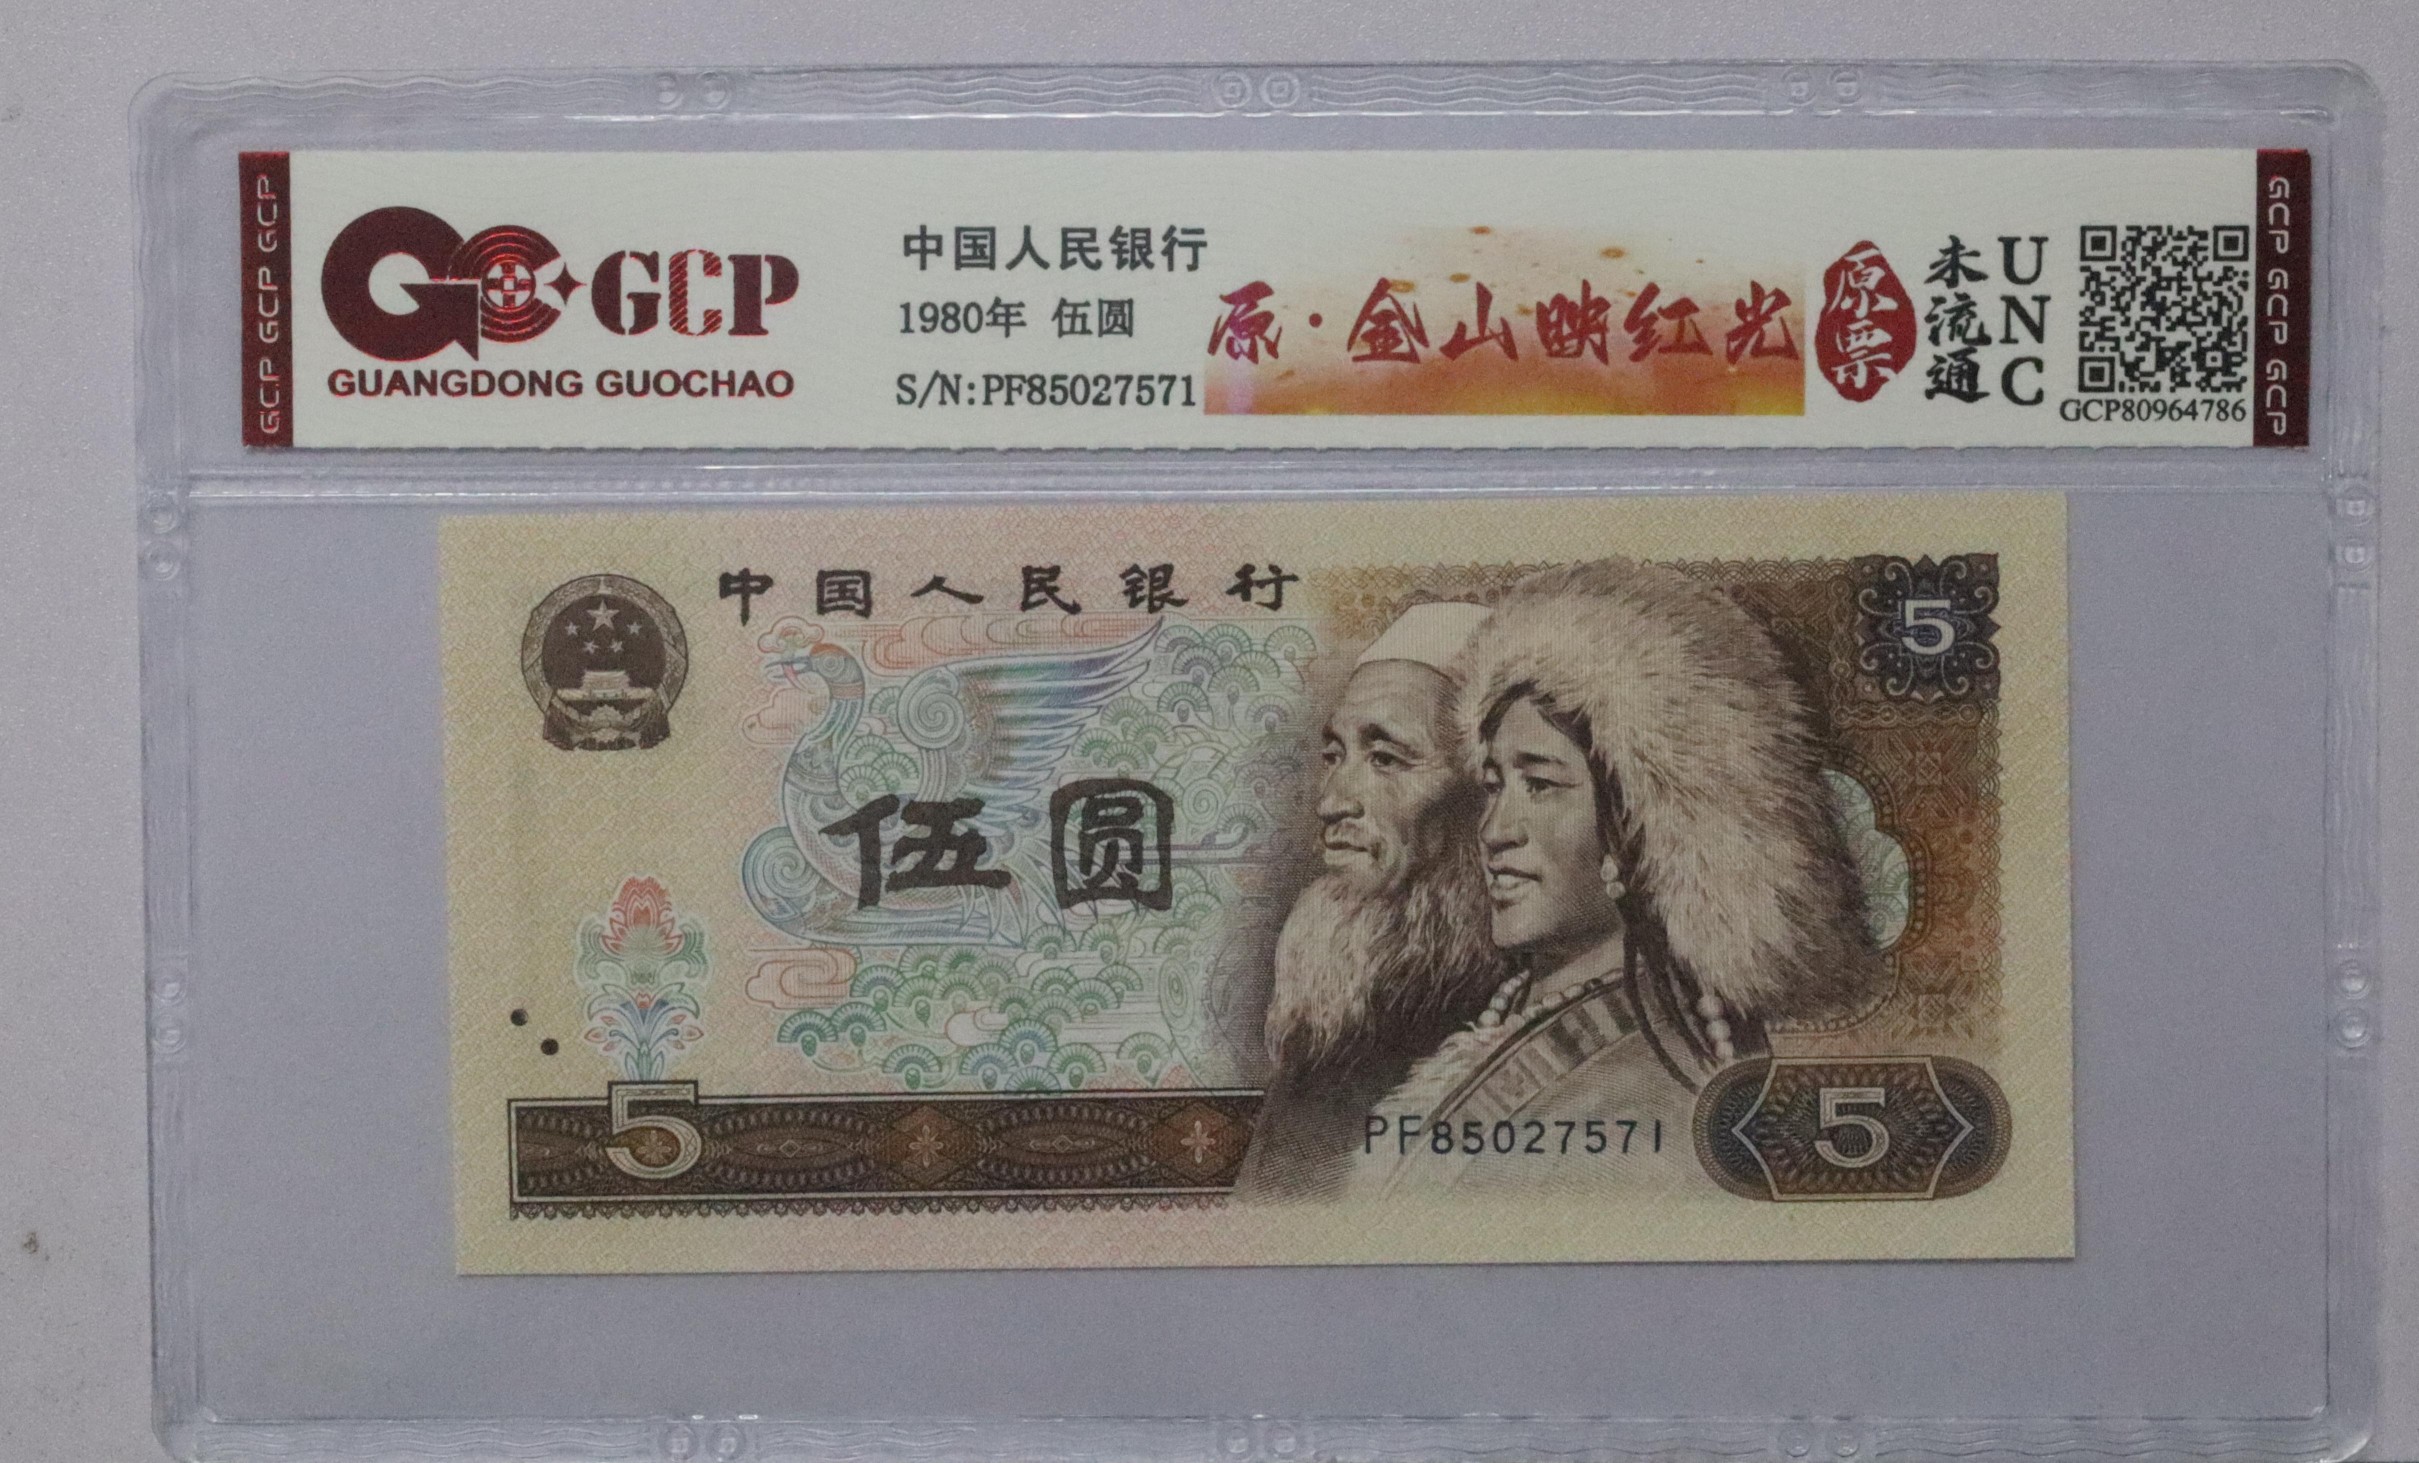 GCP GCP GCP
GCP
GUANGDONG GUOCHAO
中国人民银行
1980年 伍圆
S/N:PF85027571
原·金山映红光
原票
未流通
UNC
GCP80964786
GCP GCP GCP
中国人民银行
5
伍圆
5
PF85027571
5